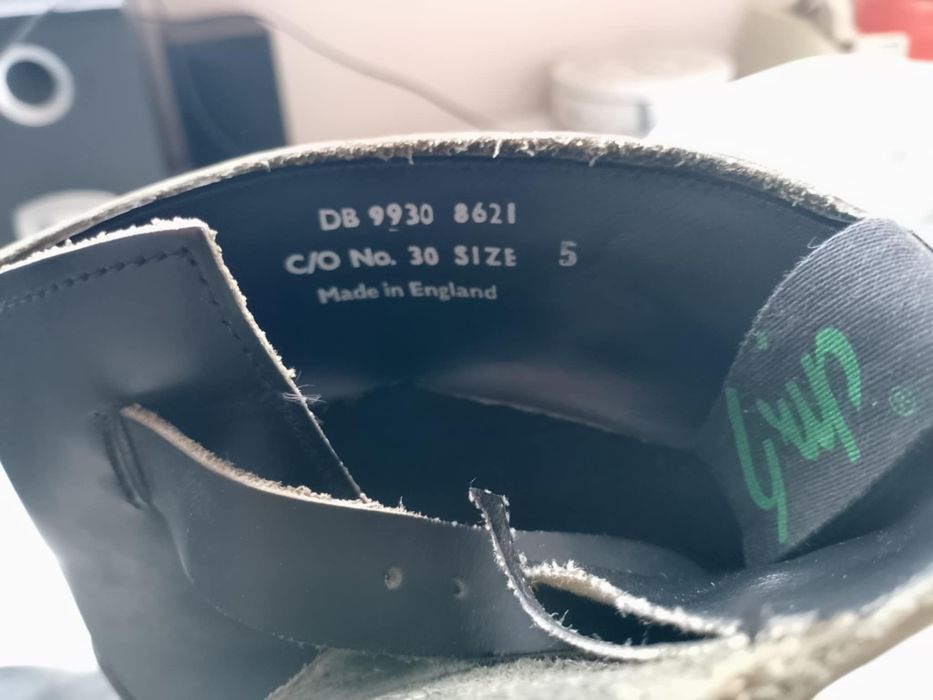 DB 9930 8621
C/O No. 30 SIZE 5
Made in England
®